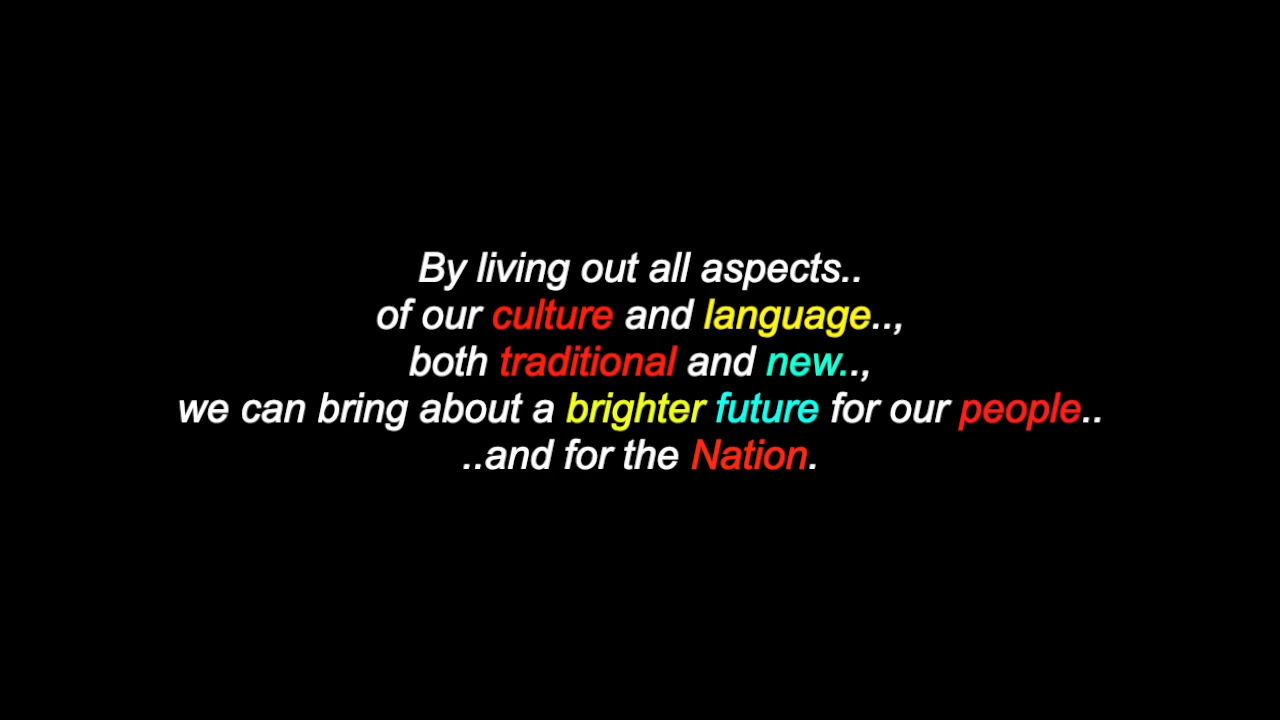 By living out all aspects..
of our culture and language..,
both traditional and new..,
we can bring about a brighter future for our people..
..and for the Nation.